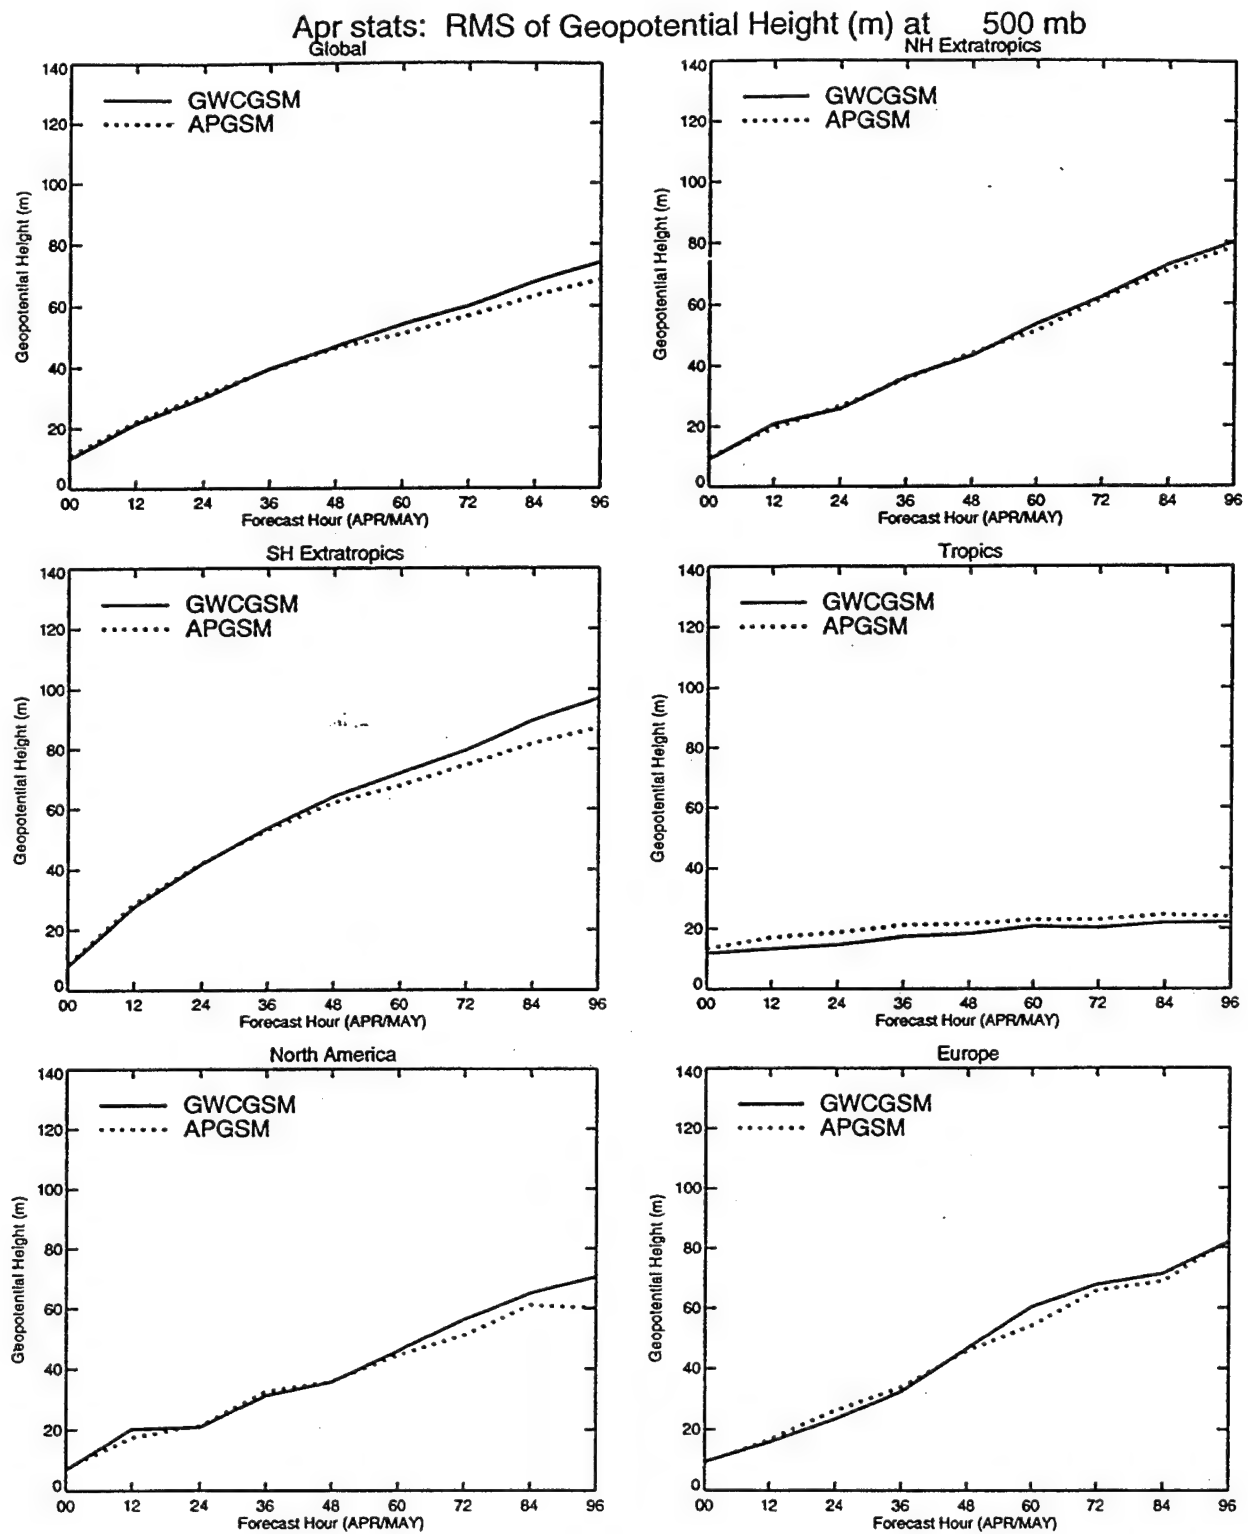 Apr stats: RMS of Geopotential Height (m) at 500 mb
Global
140
120
100
80
60
40
20
0
Geopotential Height (m)
GWCGSM
APGSM
00 12 24 36 48 60 72 84 96
Forecast Hour (APR/MAY)
NH Extratropics
140
120
100
80
60
40
20
0
Geopotential Height (m)
GWCGSM
APGSM
00 12 24 36 48 60 72 84 96
Forecast Hour (APR/MAY)
SH Extratropics
140
120
100
80
60
40
20
0
Geopotential Height (m)
GWCGSM
APGSM
00 12 24 36 48 60 72 84 96
Forecast Hour (APR/MAY)
Tropics
140
120
100
80
60
40
20
0
Geopotential Height (m)
GWCGSM
APGSM
00 12 24 36 48 60 72 84 96
Forecast Hour (APR/MAY)
North America
140
120
100
80
60
40
20
0
Geopotential Height (m)
GWCGSM
APGSM
00 12 24 36 48 60 72 84 96
Forecast Hour (APR/MAY)
Europe
140
120
100
80
60
40
20
0
Geopotential Height (m)
GWCGSM
APGSM
00 12 24 36 48 60 72 84 96
Forecast Hour (APR/MAY)